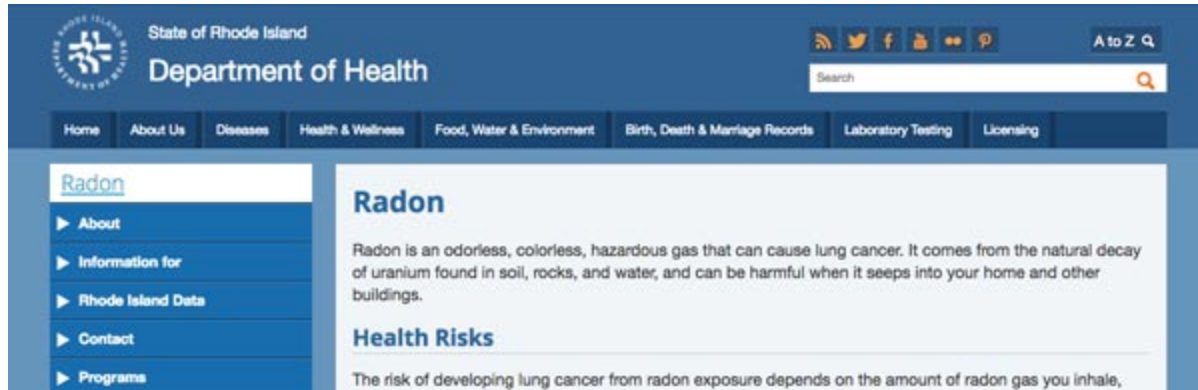 State of Rhode Island
Department of Health
A to Z
Search
Home About Us Diseases Health & Wellness Food, Water & Environment Birth, Death & Marriage Records Laboratory Testing Licensing
Radon
About
Information for
Rhode Island Data
Contact
Programs
Radon
Radon is an odorless, colorless, hazardous gas that can cause lung cancer. It comes from the natural decay
of uranium found in soil, rocks, and water, and can be harmful when it seeps into your home and other
buildings.
Health Risks
The risk of developing lung cancer from radon exposure depends on the amount of radon gas you inhale,